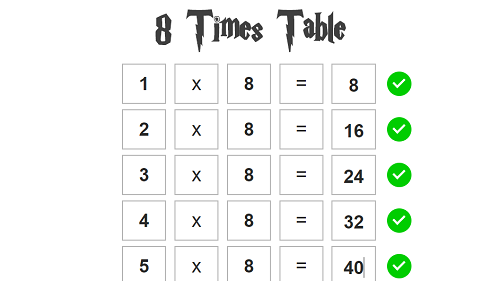 8 Times Table
1 x 8 = 8
2 x 8 = 16
3 x 8 = 24
4 x 8 = 32
5 x 8 = 40